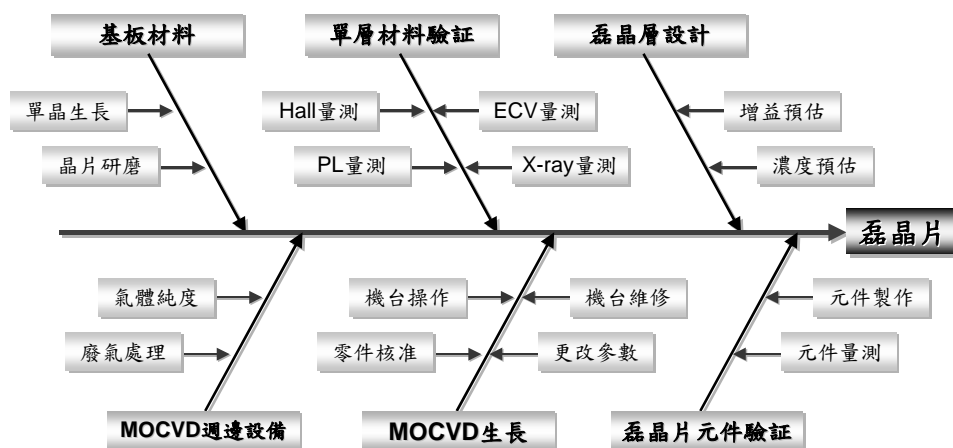 基板材料
單層材料驗証
磊晶層設計
單晶生長
Hall量測
ECV量測
增益預估
晶片研磨
PL量測
X-ray量測
濃度預估
磊晶片
氣體純度
機台操作
機台維修
元件製作
廢氣處理
零件核准
更改參數
元件量測
MOCVD週邊設備
MOCVD生長
磊晶片元件驗証